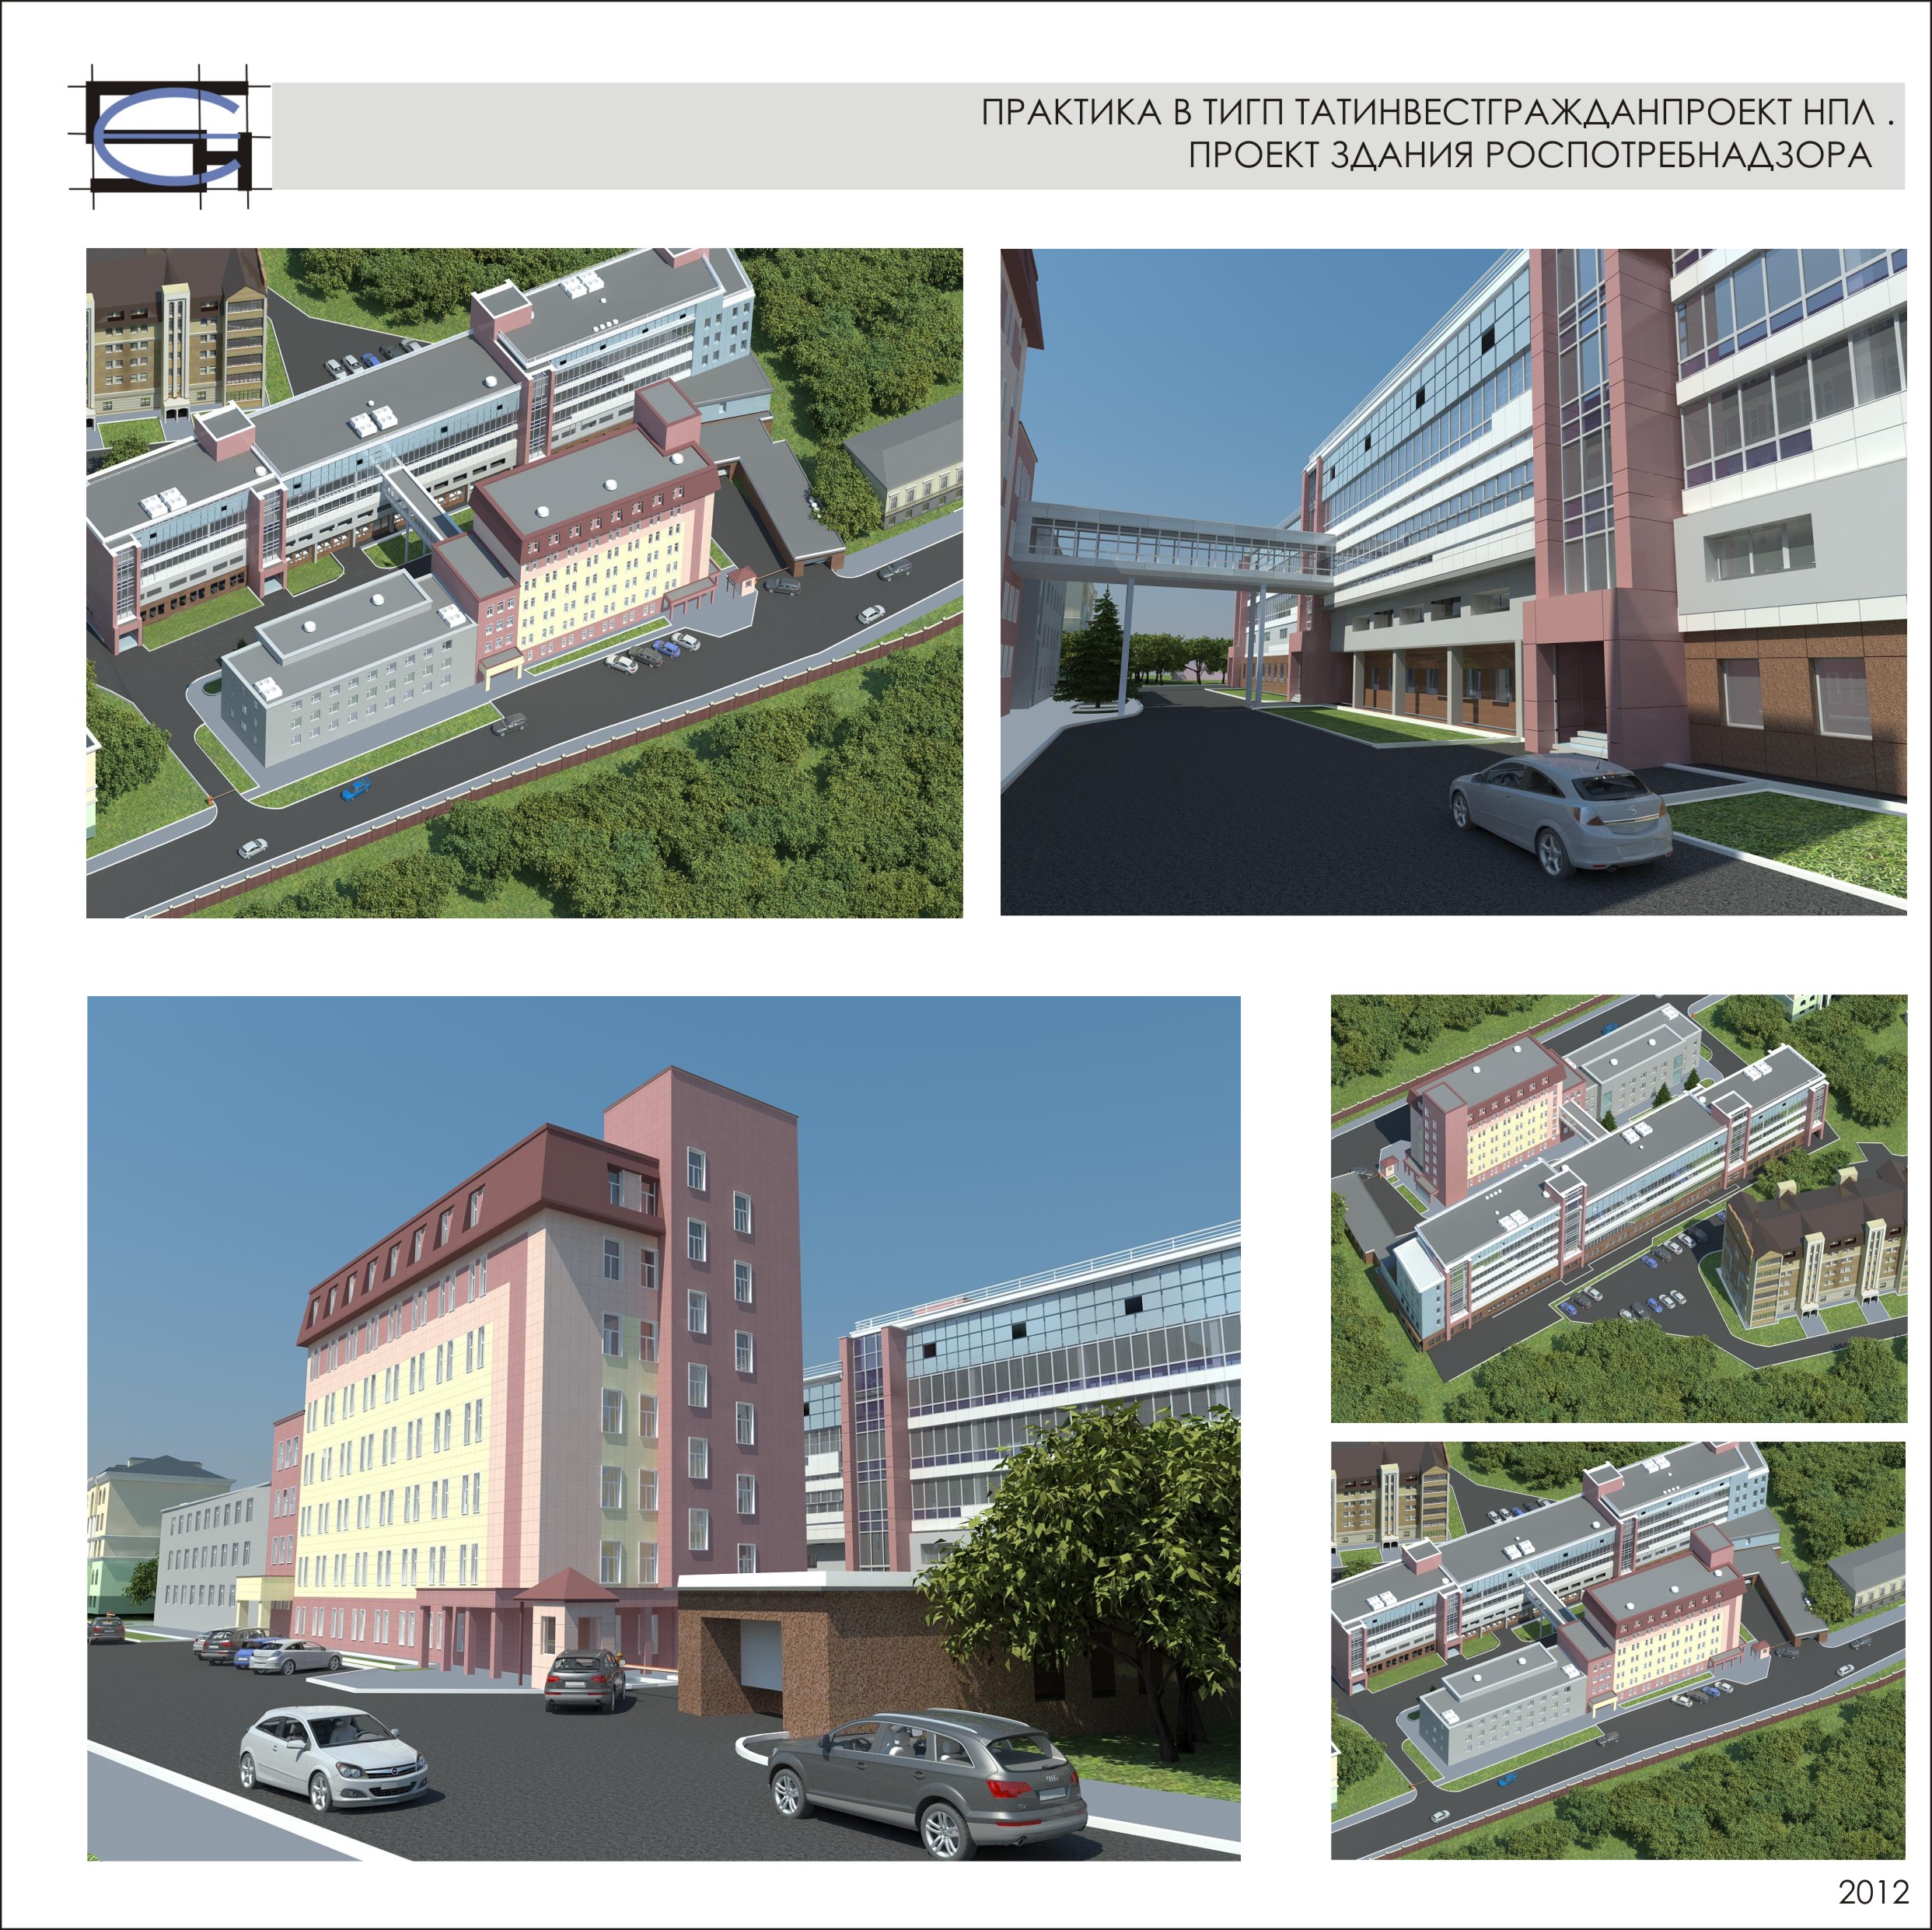 ПРАКТИКА В ТИГП ТАТИНВЕСТГРАЖДАНПРОЕКТ НПЛ .
ПРОЕКТ ЗДАНИЯ РОСПОТРЕБНАДЗОРА
2012